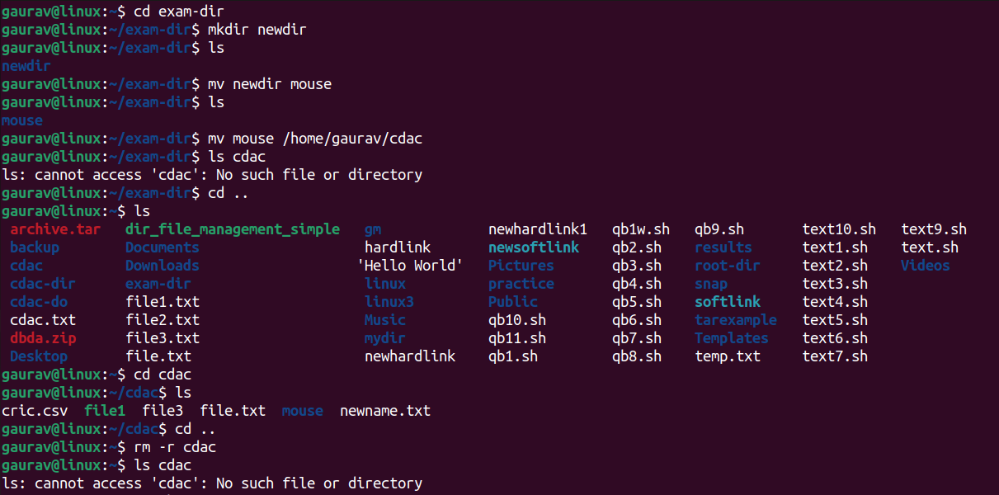 gaurav@linux:~$ cd exam-dir
gaurav@linux:~/exam-dir$ mkdir newdir
gaurav@linux:~/exam-dir$ ls
newdir
gaurav@linux:~/exam-dir$ mv newdir mouse
gaurav@linux:~/exam-dir$ ls
mouse
gaurav@linux:~/exam-dir$ mv mouse /home/gaurav/cdac
gaurav@linux:~/exam-dir$ ls cdac
ls: cannot access 'cdac': No such file or directory
gaurav@linux:~/exam-dir$ cd ..
gaurav@linux:~$ ls
archive.tar dir_file_management_simple gm newhardlink1 qb1w.sh qb9.sh text10.sh text9.sh
backup Documents hardlink newsoftlink qb2.sh results text1.sh text.sh
cdac Downloads 'Hello World' Pictures qb3.sh root-dir text2.sh Videos
cdac-dir exam-dir linux practice qb4.sh snap text3.sh
cdac-do file1.txt linux3 Public qb5.sh softlink text4.sh
cdac.txt file2.txt Music qb10.sh qb6.sh tarexample text5.sh
dbda.zip file3.txt mydir qb11.sh qb7.sh Templates text6.sh
Desktop file.txt newhardlink qb1.sh qb8.sh temp.txt text7.sh
gaurav@linux:~$ cd cdac
gaurav@linux:~/cdac$ ls
cric.csv file1 file3 file.txt mouse newname.txt
gaurav@linux:~/cdac$ cd ..
gaurav@linux:~$ rm -r cdac
gaurav@linux:~$ ls cdac
ls: cannot access 'cdac': No such file or directory